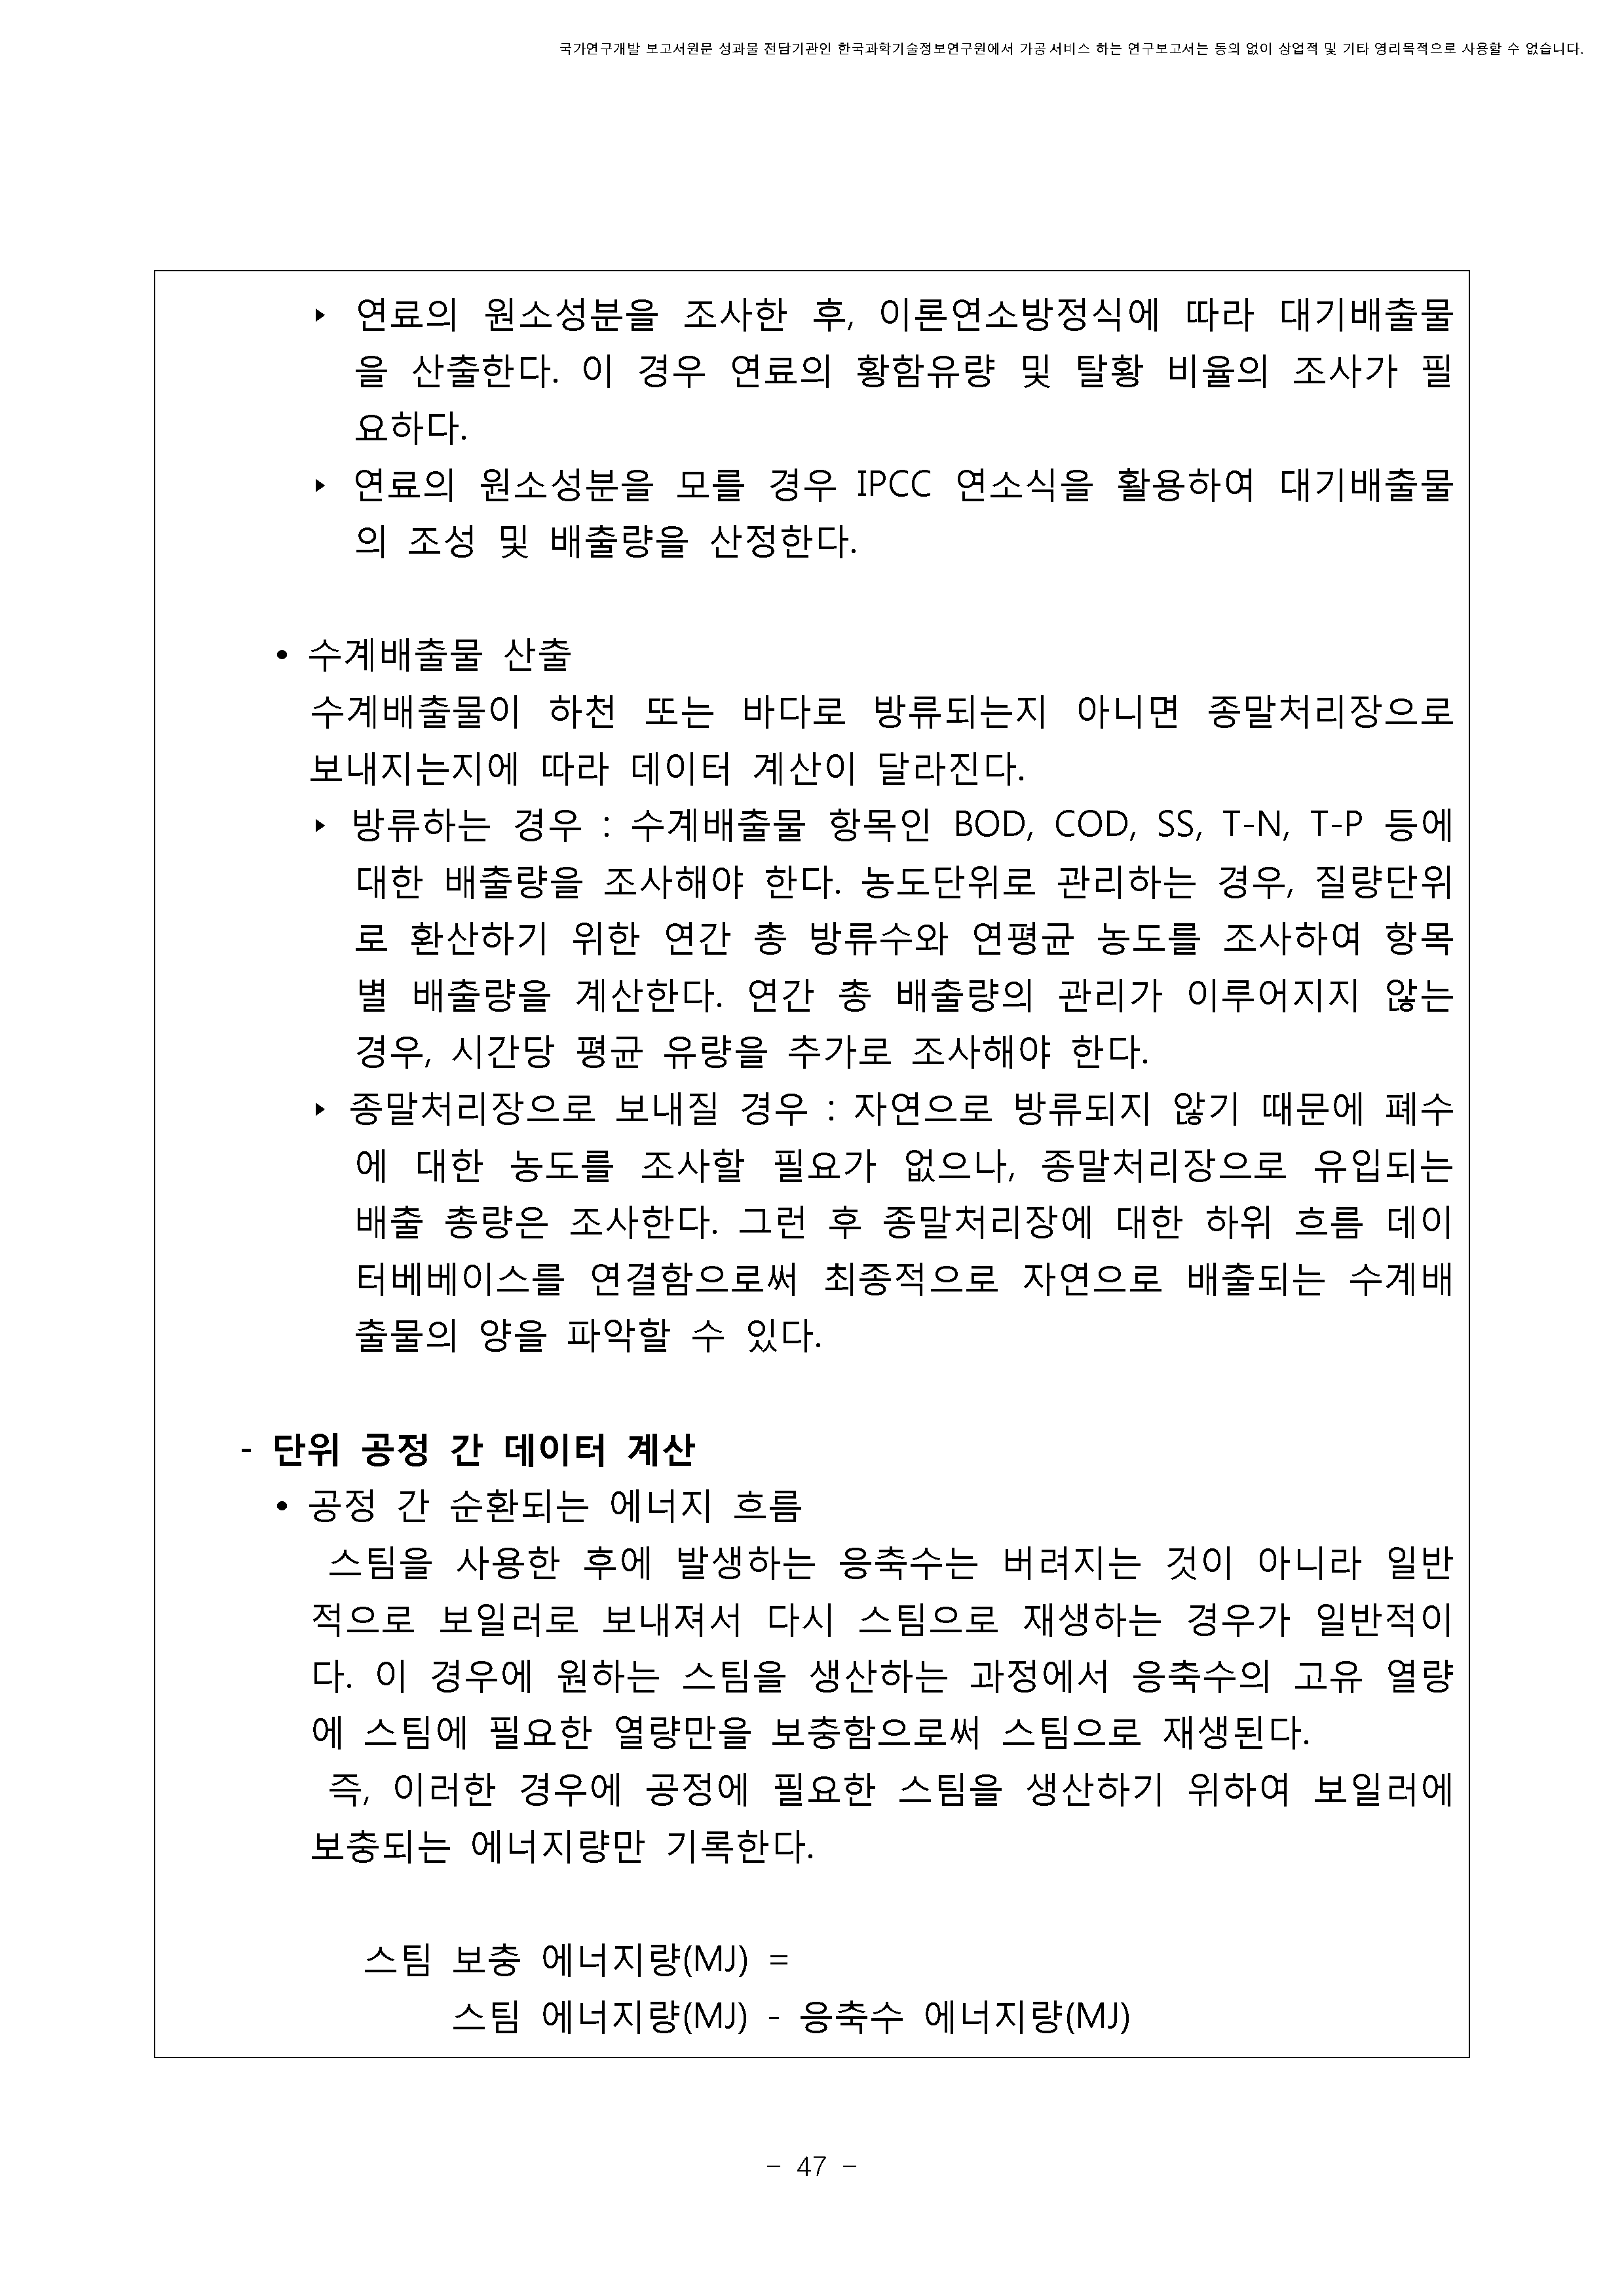 국가연구개발 보고서원문 성과물 전담기관인 한국과학기술정보연구원에서 가공·서비스 하는 연구보고서는 동의 없이 상업적 및 기타 영리목적으로 사용할 수 없습니다.
‣ 연료의 원소성분을 조사한 후, 이론연소방정식에 따라 대기배출물
을 산출한다. 이 경우 연료의 황함유량 및 탈황 비율의 조사가 필
요하다.
‣ 연료의 원소성분을 모를 경우 IPCC 연소식을 활용하여 대기배출물
의 조성 및 배출량을 산정한다.
• 수계배출물 산출
수계배출물이 하천 또는 바다로 방류되는지 아니면 종말처리장으로
보내지는지에 따라 데이터 계산이 달라진다.
‣ 방류하는 경우 : 수계배출물 항목인 BOD, COD, SS, T-N, T-P 등에
대한 배출량을 조사해야 한다. 농도단위로 관리하는 경우, 질량단위
로 환산하기 위한 연간 총 방류수와 연평균 농도를 조사하여 항목
별 배출량을 계산한다. 연간 총 배출량의 관리가 이루어지지 않는
경우, 시간당 평균 유량을 추가로 조사해야 한다.
‣ 종말처리장으로 보내질 경우 : 자연으로 방류되지 않기 때문에 폐수
에 대한 농도를 조사할 필요가 없으나, 종말처리장으로 유입되는
배출 총량은 조사한다. 그런 후 종말처리장에 대한 하위 흐름 데이
터베베이스를 연결함으로써 최종적으로 자연으로 배출되는 수계배
출물의 양을 파악할 수 있다.
- 단위 공정 간 데이터 계산
• 공정 간 순환되는 에너지 흐름
스팀을 사용한 후에 발생하는 응축수는 버려지는 것이 아니라 일반
적으로 보일러로 보내져서 다시 스팀으로 재생하는 경우가 일반적이
다. 이 경우에 원하는 스팀을 생산하는 과정에서 응축수의 고유 열량
에 스팀에 필요한 열량만을 보충함으로써 스팀으로 재생된다.
즉, 이러한 경우에 공정에 필요한 스팀을 생산하기 위하여 보일러에
보충되는 에너지량만 기록한다.
스팀 보충 에너지량(MJ) =
스팀 에너지량(MJ) - 응축수 에너지량(MJ)
- 47 -